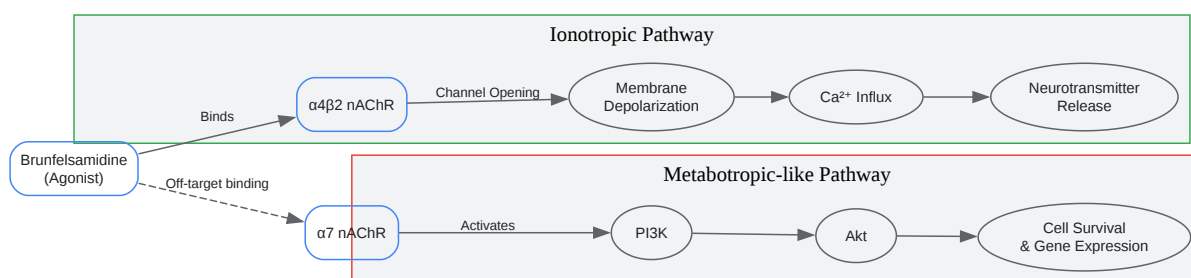 Ionotropic Pathway
α4β2 nAChR
Channel Opening
Membrane
Depolarization
Ca²⁺ Influx
Neurotransmitter
Release
Binds
Brunfelsamidine
(Agonist)
Off-target binding
Metabotropic-like Pathway
α7 nAChR
Activates
PI3K
Akt
Cell Survival
& Gene Expression